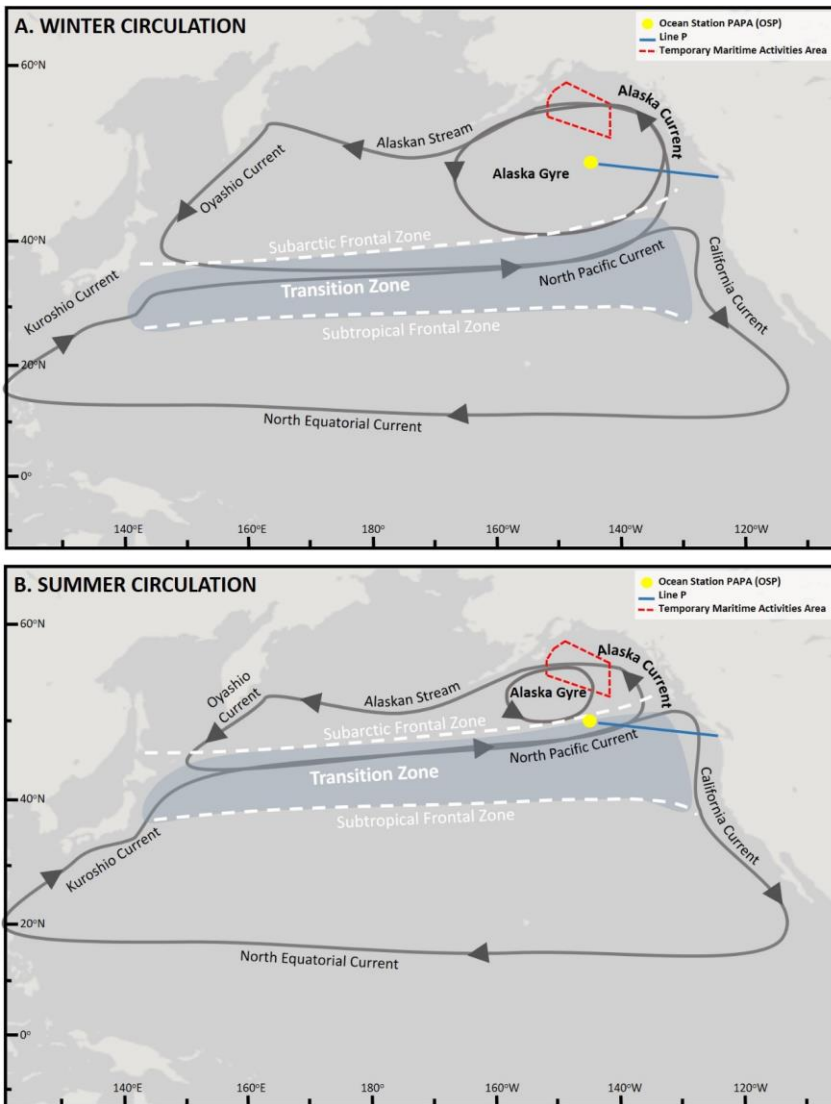 A. WINTER CIRCULATION
Ocean Station PAPA (OSP)
Line P
Temporary Maritime Activities Area
60°N
40°N
20°N
0°
Alaska Current
Alaskan Stream
Oyashio Current
Alaska Gyre
Subarctic Frontal Zone
North Pacific Current
California Current
Kuroshio Current
Transition Zone
Subtropical Frontal Zone
North Equatorial Current
140°E
160°E
180°
160°W
140°W
120°W
B. SUMMER CIRCULATION
Ocean Station PAPA (OSP)
Line P
Temporary Maritime Activities Area
60°N
40°N
20°N
0°
Alaska Current
Oyashio
Current
Alaskan Stream
Alaska Gyre
Subarctic Frontal Zone
North Pacific Current
Transition Zone
California Current
Subtropical Frontal Zone
Kuroshio Current
North Equatorial Current
140°E
160°E
180°
160°W
140°W
120°W